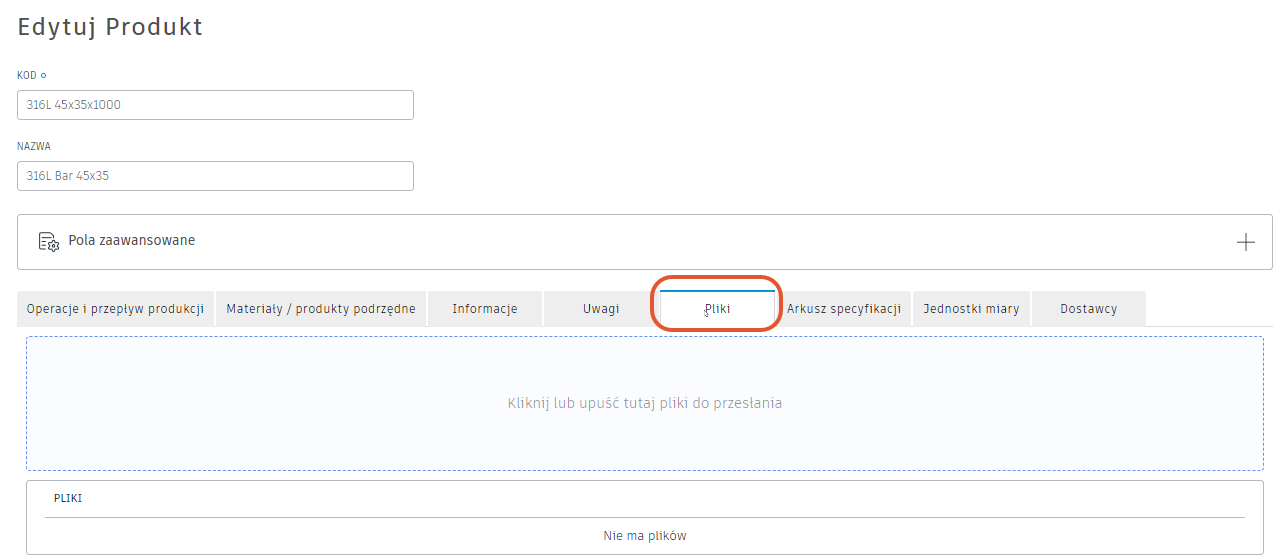 Edytuj Produkt
KOD
316L 45x35x1000
NAZWA
316L Bar 45x35
Pola zaawansowane
Operacje i przepływ produkcji Materiały / produkty podrzędne Informacje Uwagi Pliki Arkusz specyfikacji Jednostki miary Dostawcy
Kliknij lub upuść tutaj pliki do przesłania
PLIKI
Nie ma plików